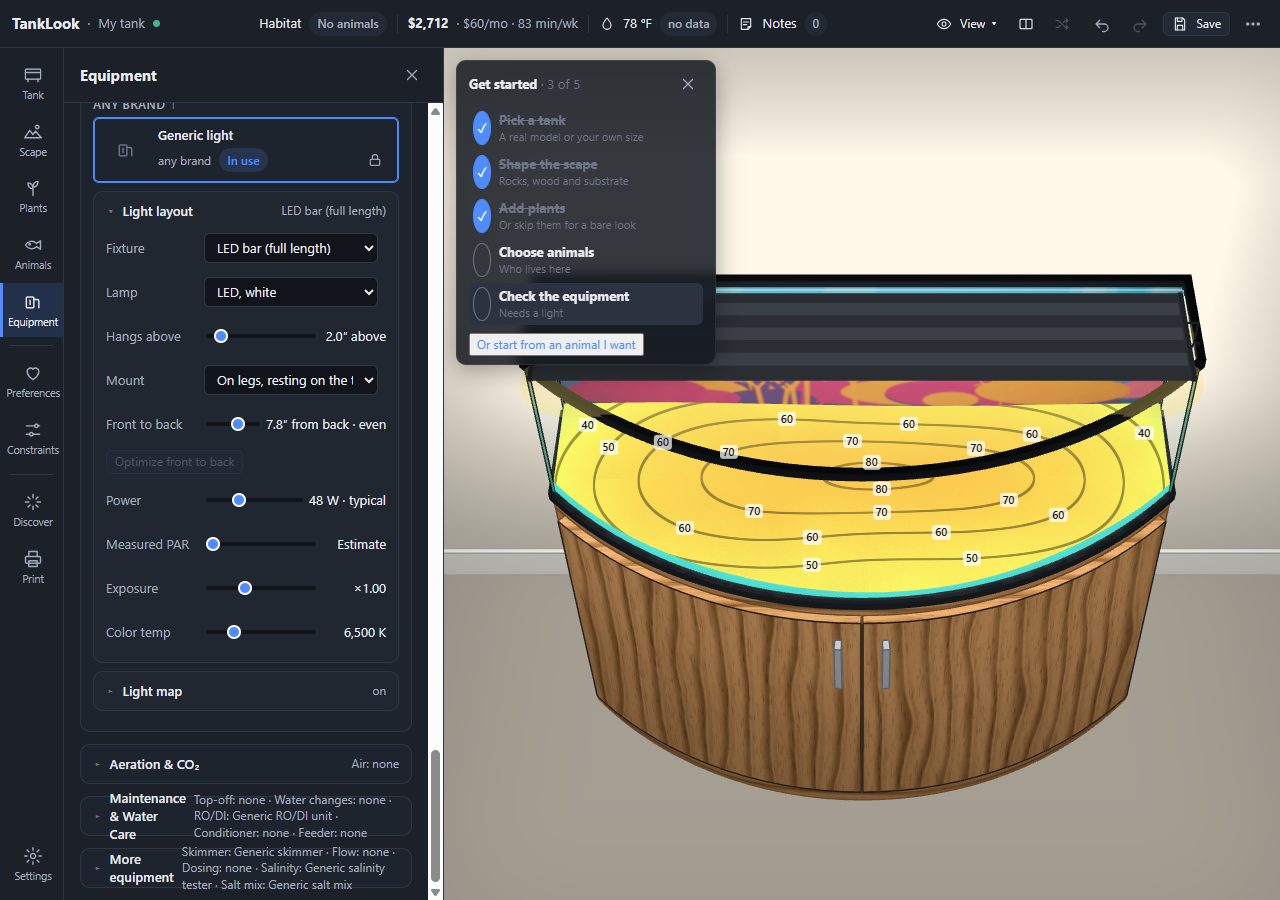 TankLook · My tank
Habitat No animals
$2,712 · $60/mo · 83 min/wk
78 °F no data
Notes 0
View
Save
Tank
Scape
Plants
Animals
Equipment
Preferences
Constraints
Discover
Print
Settings
Equipment
ANY BRAND 1
Generic light
any brand In use
Light layout LED bar (full length)
Fixture LED bar (full length)
Lamp LED, white
Hangs above 2.0″ above
Mount On legs, resting on the t
Front to back 7.8″ from back · even
Optimize front to back
Power 48 W · typical
Measured PAR Estimate
Exposure ×1.00
Color temp 6,500 K
Light map on
Aeration & CO₂ Air: none
Maintenance & Water Care
Top-off: none · Water changes: none ·
RO/DI: Generic RO/DI unit ·
Conditioner: none · Feeder: none
More equipment
Skimmer: Generic skimmer · Flow: none ·
Dosing: none · Salinity: Generic salinity
tester · Salt mix: Generic salt mix
Get started · 3 of 5
Pick a tank
A real model or your own size
Shape the scape
Rocks, wood and substrate
Add plants
Or skip them for a bare look
Choose animals
Who lives here
Check the equipment
Needs a light
Or start from an animal I want
60
60
40
60
40
50
60
70
70
70
80
80
70
70
70
60
60
60
60
50
50